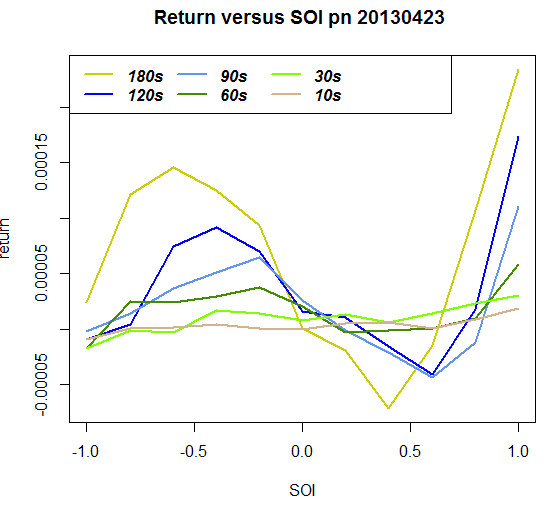 Return versus SOI pn 20130423
180s 90s 30s
120s 60s 10s
0.00015
0.00005
-0.00005
return
-1.0 -0.5 0.0 0.5 1.0
SOI